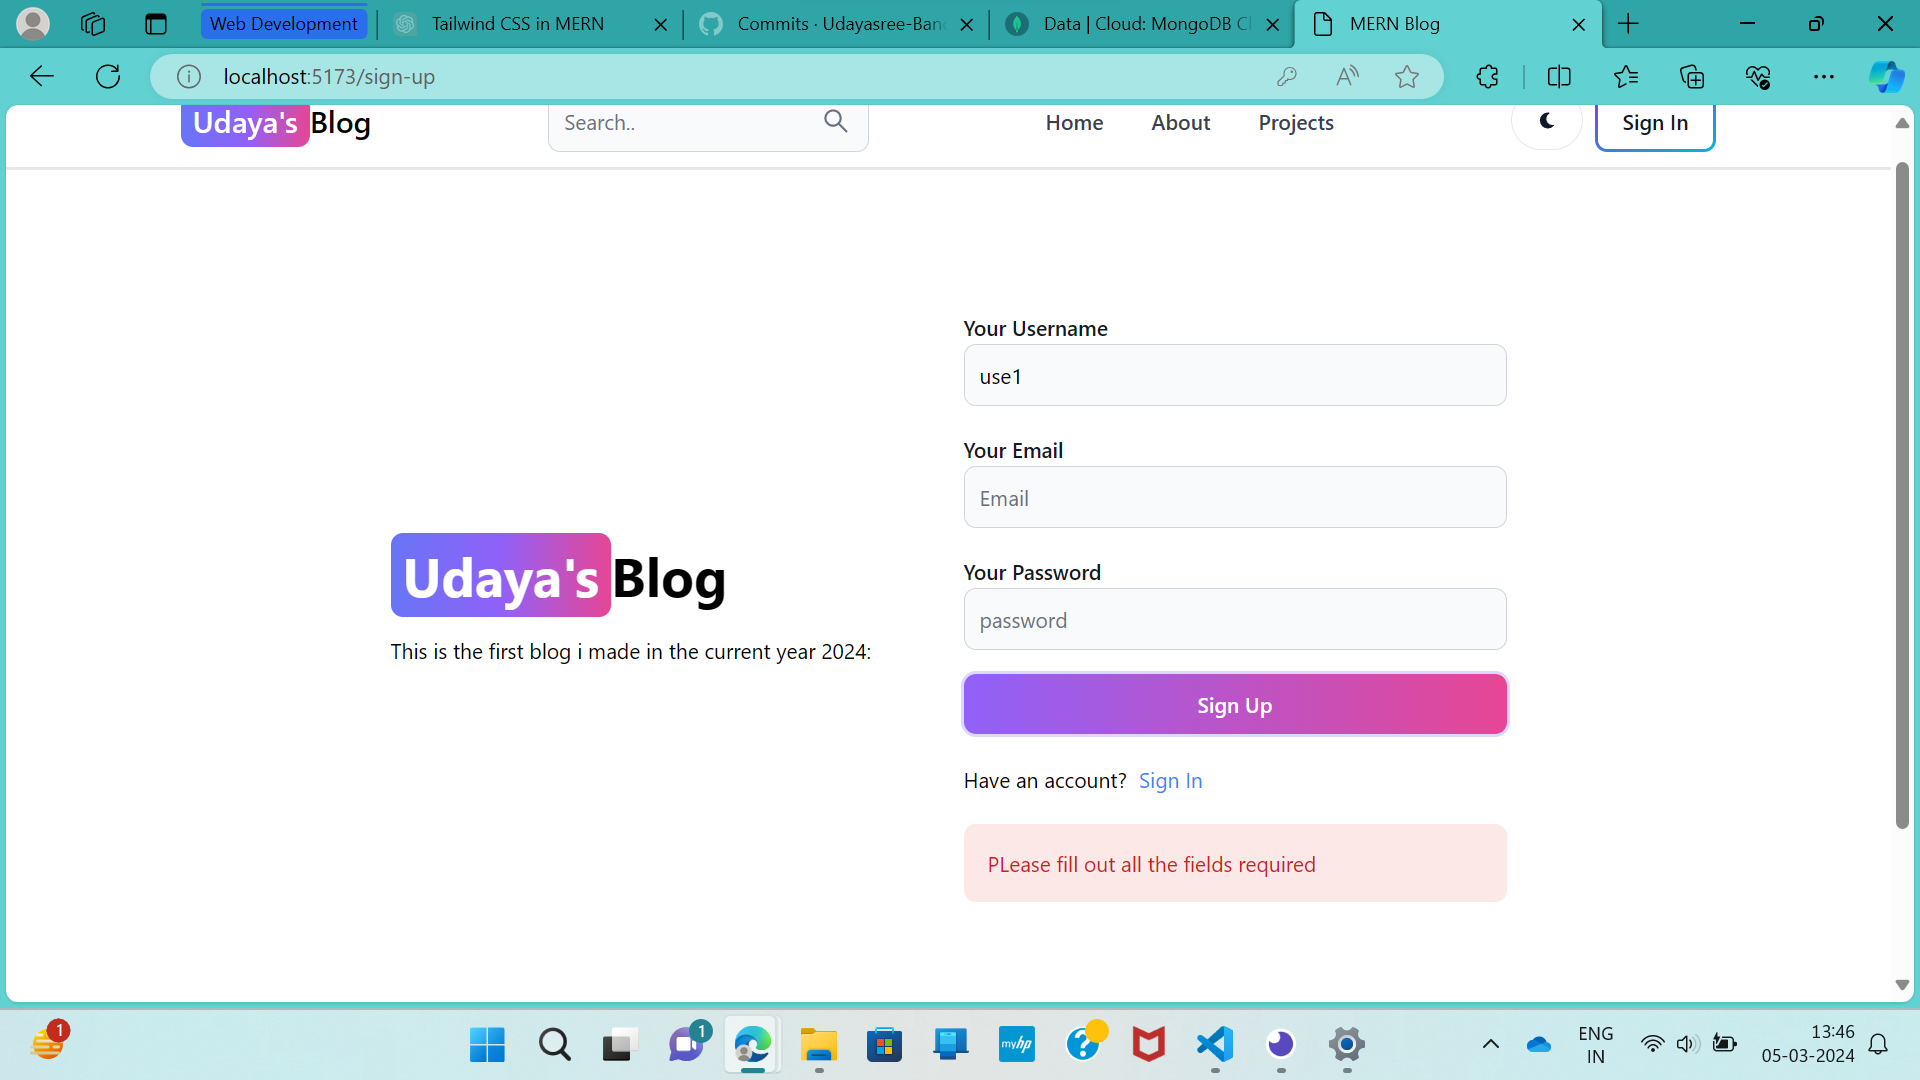 Web Development
Tailwind CSS in MERN
Commits · Udayasree-Ban
Data | Cloud: MongoDB Cl
MERN Blog
localhost:5173/sign-up
Udaya's Blog
Search..
Home
About
Projects
Sign In
Your Username
use1
Your Email
Email
Your Password
password
Udaya's Blog
This is the first blog i made in the current year 2024:
Sign Up
Have an account? Sign In
PLease fill out all the fields required
1
1
myhp
?
ENG
IN
13:46
05-03-2024